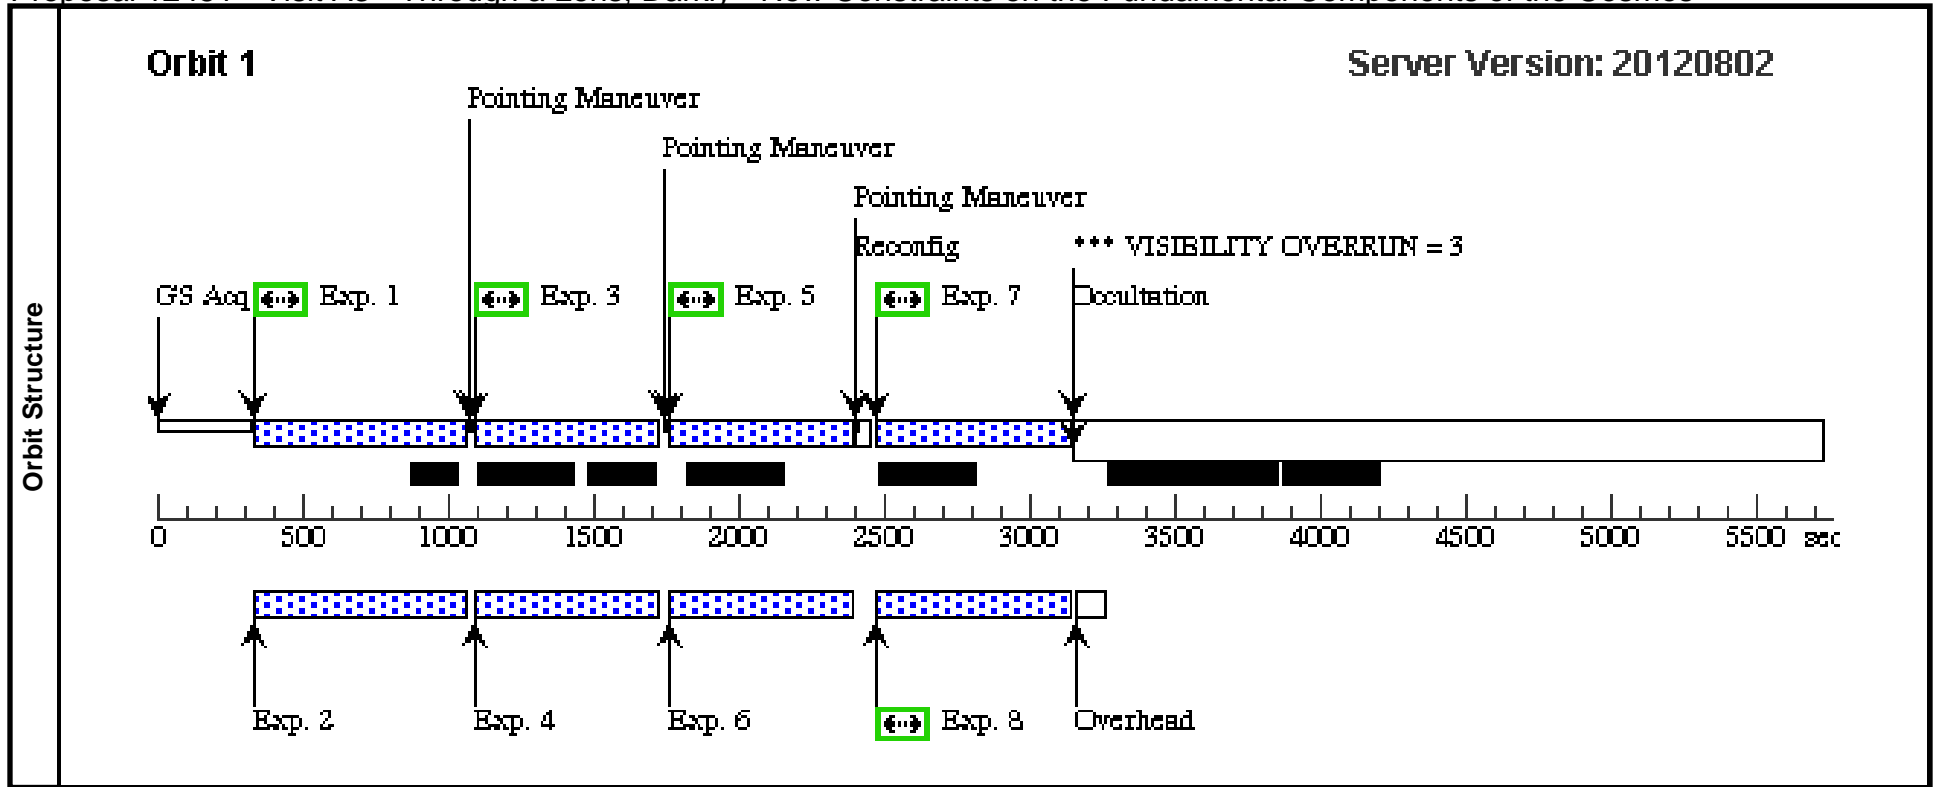 Orbit Structure
Orbit 1
Server Version: 20120802
Pointing Maneuver
Pointing Maneuver
Pointing Maneuver
Reconfig
*** VISIBILITY OVERRUN = 3
GS Acq
Exp. 1
Exp. 3
Exp. 5
Exp. 7
Occultation
0 500 1000 1500 2000 2500 3000 3500 4000 4500 5000 5500 sec
Exp. 2
Exp. 4
Exp. 6
Exp. 8
Overhead